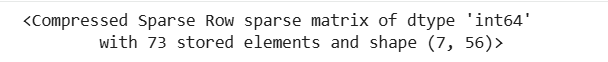 <Compressed Sparse Row sparse matrix of dtype 'int64'
with 73 stored elements and shape (7, 56)>